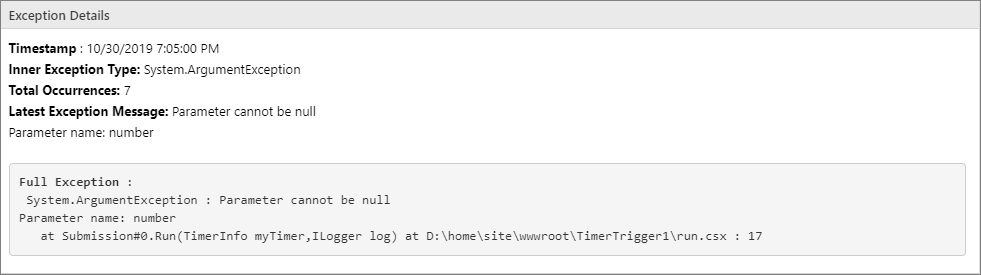 Exception Details
Timestamp : 10/30/2019 7:05:00 PM
Inner Exception Type: System.ArgumentException
Total Occurrences: 7
Latest Exception Message: Parameter cannot be null
Parameter name: number
Full Exception :
System.ArgumentException : Parameter cannot be null
Parameter name: number
at Submission#0.Run(TimerInfo myTimer,ILogger log) at D:\home\site\wwwroot\TimerTrigger1\run.csx : 17